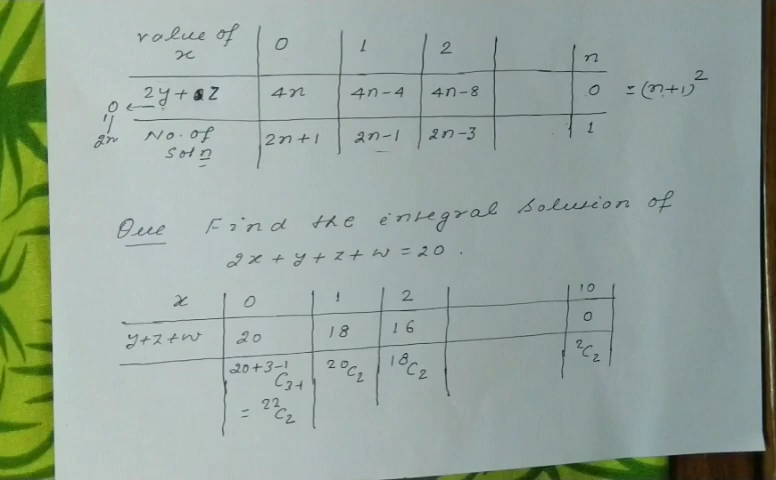 value of x | 0 | 1 | 2 | | n
2y+z | 4n | 4n-4 | 4n-8 | | 0 = (n+1)²
0 ←
||
2n
No. of Solⁿ | 2n+1 | 2n-1 | 2n-3 | | 1
Que Find the integral solution of
2x + y + z + w = 20 .
x | 0 | 1 | 2 | | 10
y+z+w | 20 | 18 | 16 | | 0
²⁰⁺³⁻¹C₃₋₁ | ²⁰C₂ | ¹⁸C₂ | | ²C₂
= ²²C₂